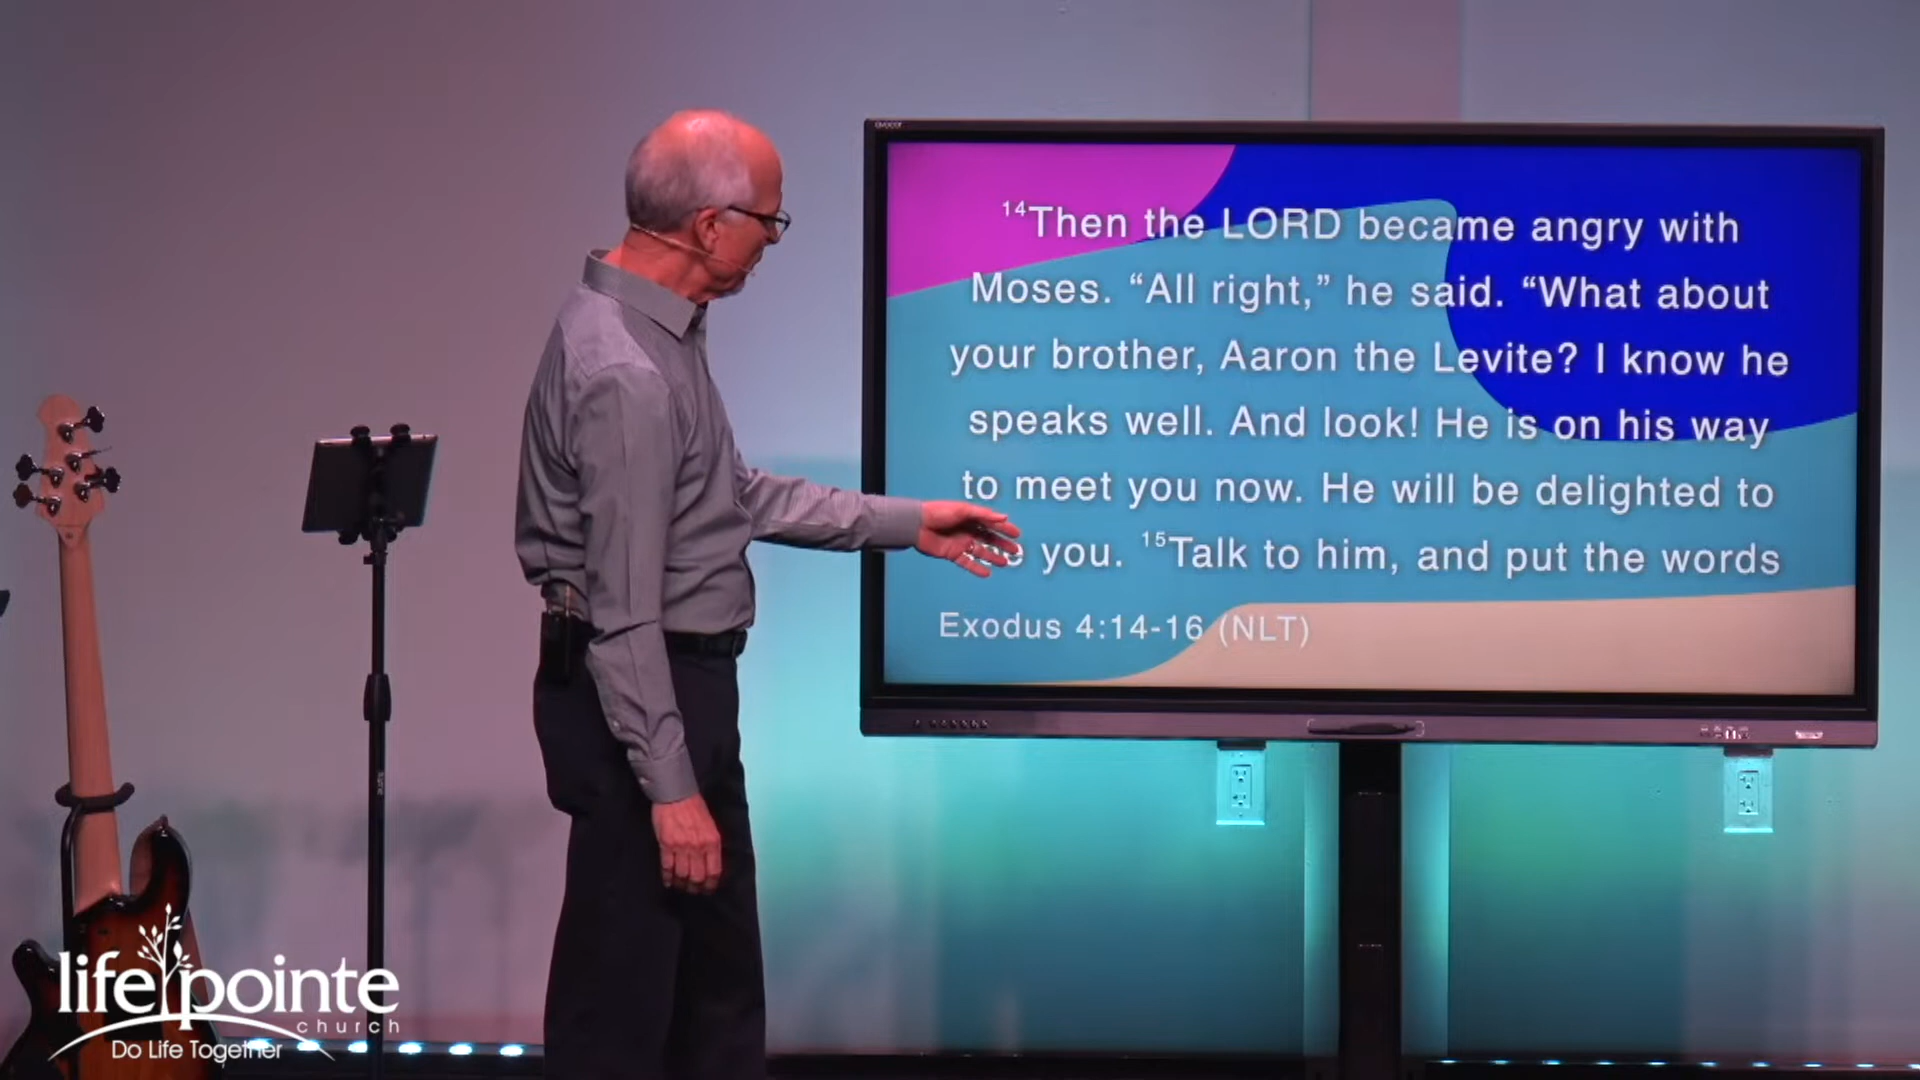 avocor
¹⁴Then the LORD became angry with
Moses. “All right,” he said. “What about
your brother, Aaron the Levite? I know he
speaks well. And look! He is on his way
to meet you now. He will be delighted to
you. ¹⁵Talk to him, and put the words
Exodus 4:14-16 (NLT)
life pointe
church
Do Life Together